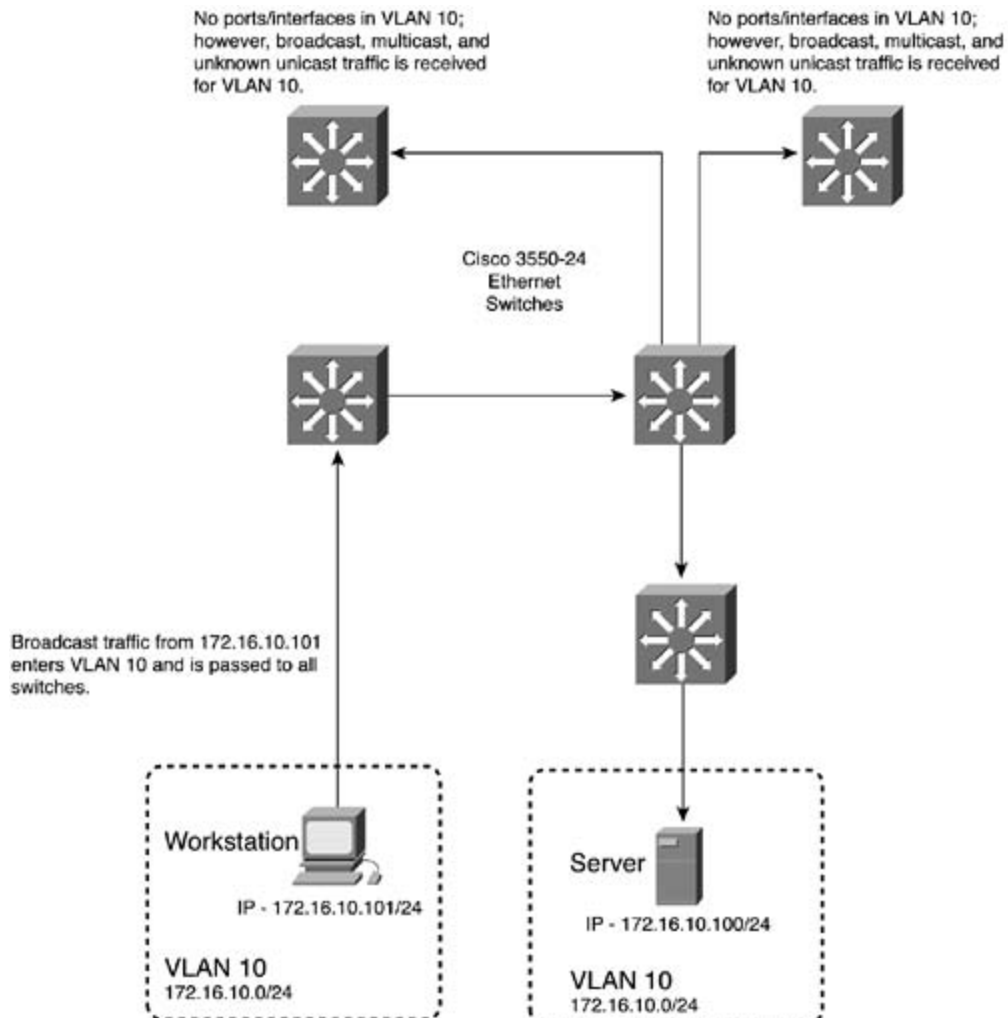 No ports/interfaces in VLAN 10;
however, broadcast, multicast, and
unknown unicast traffic is received
for VLAN 10.
No ports/interfaces in VLAN 10;
however, broadcast, multicast, and
unknown unicast traffic is received
for VLAN 10.
Cisco 3550-24
Ethernet
Switches
Broadcast traffic from 172.16.10.101
enters VLAN 10 and is passed to all
switches.
Workstation
IP - 172.16.10.101/24
VLAN 10
172.16.10.0/24
Server
IP - 172.16.10.100/24
VLAN 10
172.16.10.0/24